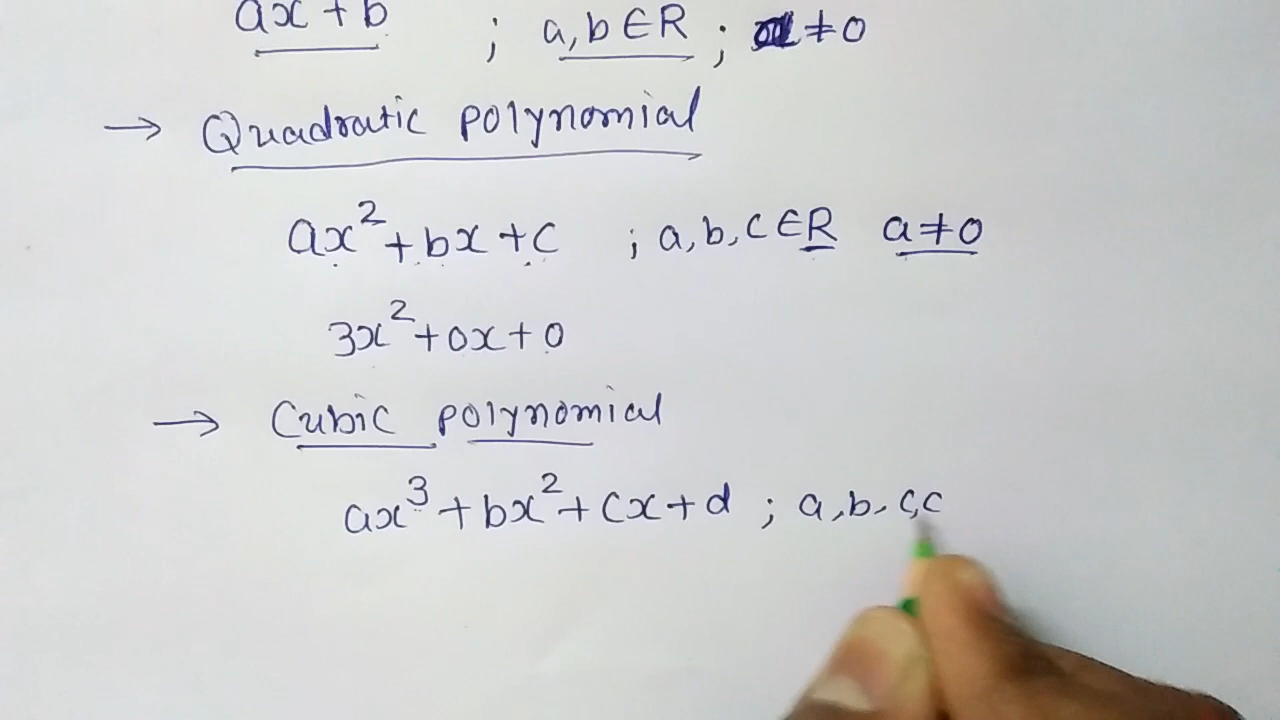 ax + b ; a, b ∈ R ; ≠ 0
→ Quadratic polynomial
ax² + bx + c ; a, b, c ∈ R a ≠ 0
3x² + 0x + 0
→ Cubic polynomial
ax³ + bx² + cx + d ; a, b, c, c